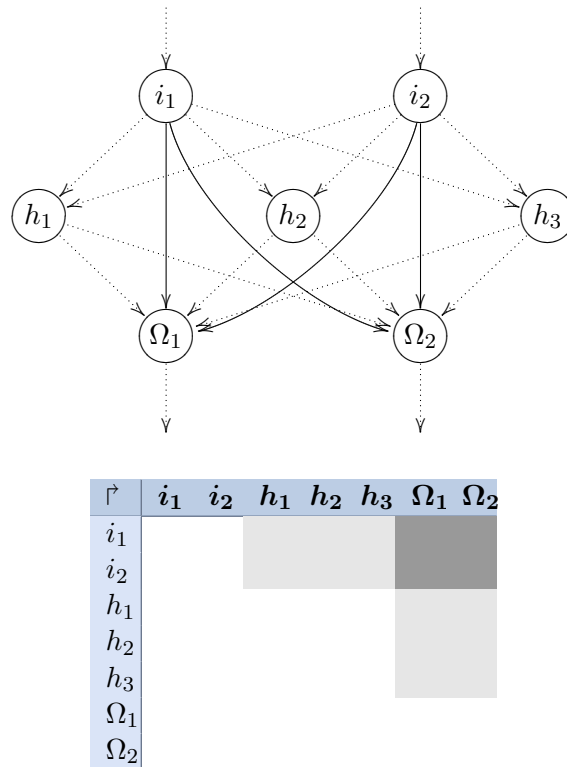 i₁ i₂
h₁ h₂ h₃
Ω₁ Ω₂
↱ i₁ i₂ h₁ h₂ h₃ Ω₁ Ω₂
i₁
i₂
h₁
h₂
h₃
Ω₁
Ω₂